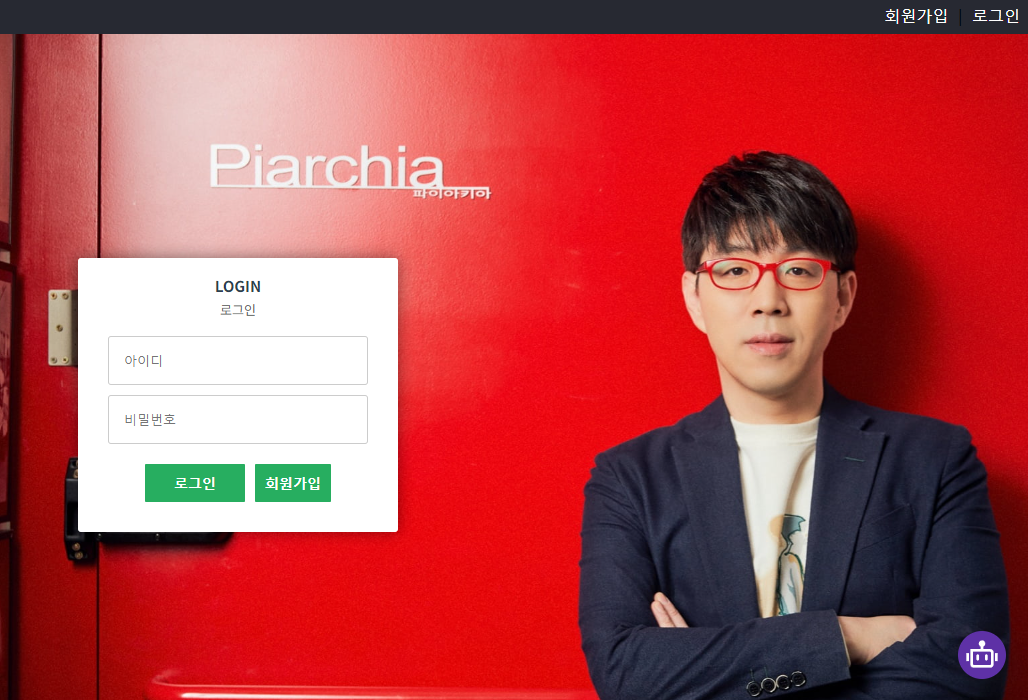 회원가입 | 로그인
Piarchia
파이아키아
LOGIN
로그인
아이디
비밀번호
로그인 회원가입